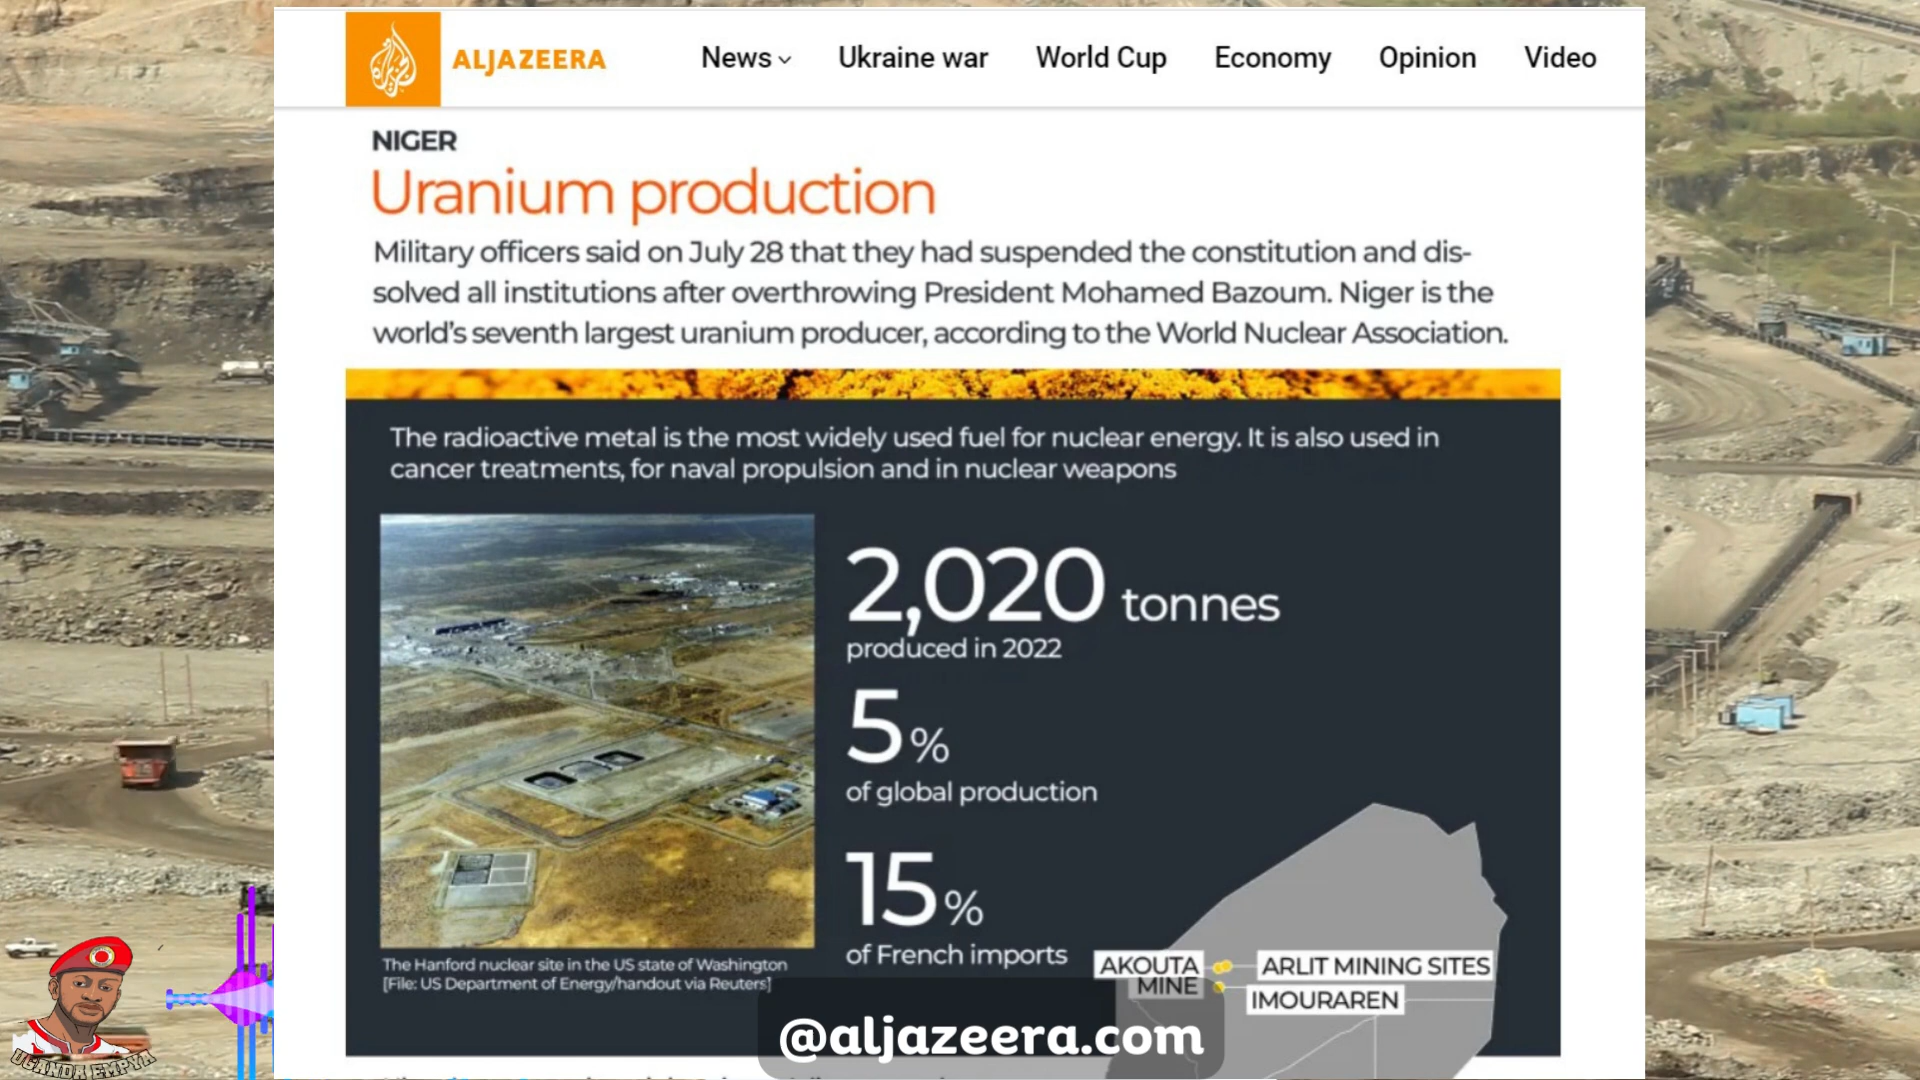 ALJAZEERA
News
Ukraine war
World Cup
Economy
Opinion
Video
NIGER
Uranium production
Military officers said on July 28 that they had suspended the constitution and dis-
solved all institutions after overthrowing President Mohamed Bazoum. Niger is the
world's seventh largest uranium producer, according to the World Nuclear Association.
The radioactive metal is the most widely used fuel for nuclear energy. It is also used in
cancer treatments, for naval propulsion and in nuclear weapons
2,020 tonnes
produced in 2022
5%
of global production
15%
of French imports
The Hanford nuclear site in the US state of Washington
[File: US Department of Energy/handout via Reuters]
AKOUTA
MINE
ARLIT MINING SITES
IMOURAREN
@aljazeera.com
UGANDA EMPYA